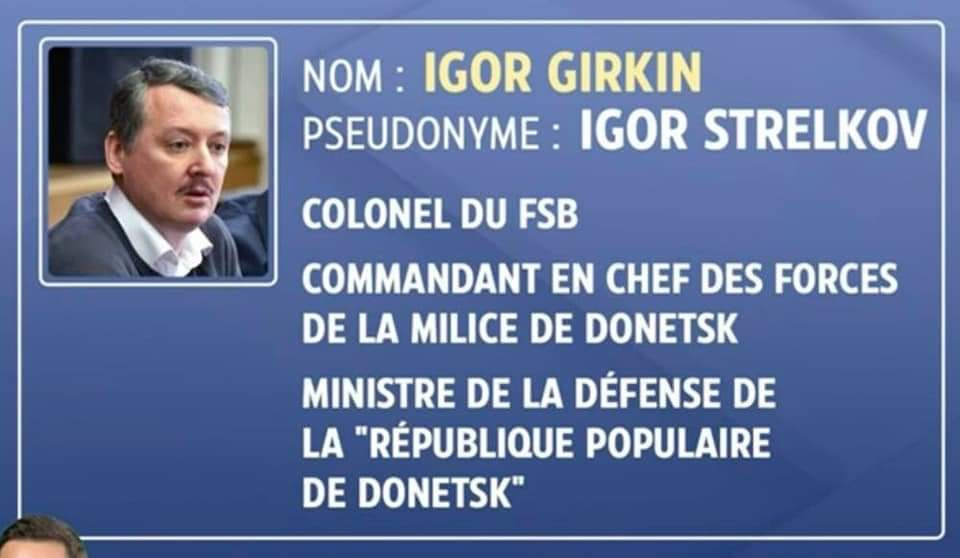 NOM : IGOR GIRKIN
PSEUDONYME : IGOR STRELKOV
COLONEL DU FSB
COMMANDANT EN CHEF DES FORCES
DE LA MILICE DE DONETSK
MINISTRE DE LA DÉFENSE DE
LA "RÉPUBLIQUE POPULAIRE
DE DONETSK"